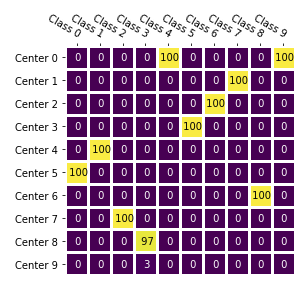 Class 0 Class 1 Class 2 Class 3 Class 4 Class 5 Class 6 Class 7 Class 8 Class 9
Center 0 0 0 0 0 100 0 0 0 0 100
Center 1 0 0 0 0 0 0 0 100 0 0
Center 2 0 0 0 0 0 0 100 0 0 0
Center 3 0 0 0 0 0 100 0 0 0 0
Center 4 0 100 0 0 0 0 0 0 0 0
Center 5 100 0 0 0 0 0 0 0 0 0
Center 6 0 0 0 0 0 0 0 0 100 0
Center 7 0 0 100 0 0 0 0 0 0 0
Center 8 0 0 0 97 0 0 0 0 0 0
Center 9 0 0 0 3 0 0 0 0 0 0